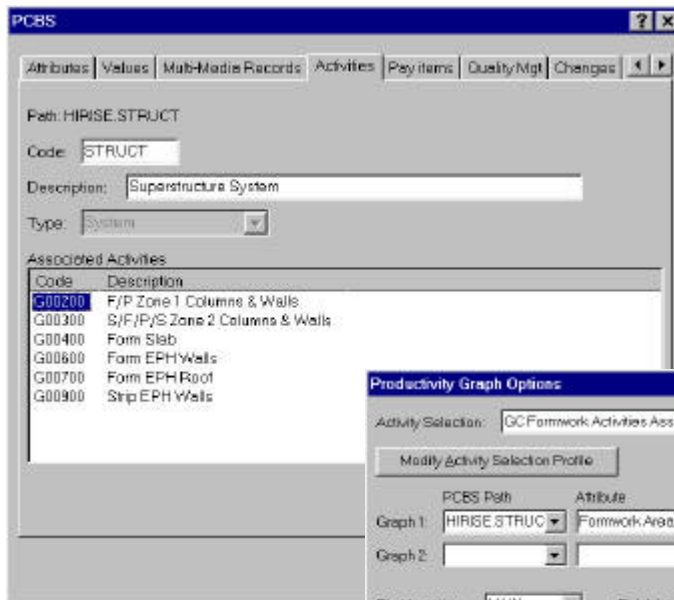 PCBS
Attributes Values Multi-Media Records Activities Pay items Quality Mgt Changes
Path: HIRISE.STRUCT
Code: STRUCT
Description: Superstructure System
Type: System
Associated Activities
Code Description
G00200 F/P Zone 1 Columns & Walls
G00300 S/F/P/S Zone 2 Columns & Walls
G00400 Form Slab
G00600 Form EPH Walls
G00700 Form EPH Roof
G00900 Strip EPH Walls
Productivity Graph Options
Activity Selection: GC Formwork Activities Ass
Modify Activity Selection Profile
PCBS Path Attribute
Graph 1: HIRISE.STRUC Formwork Area
Graph 2: